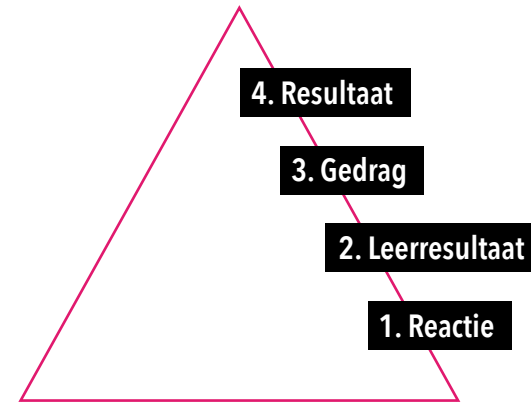 4. Resultaat
3. Gedrag
2. Leerresultaat
1. Reactie